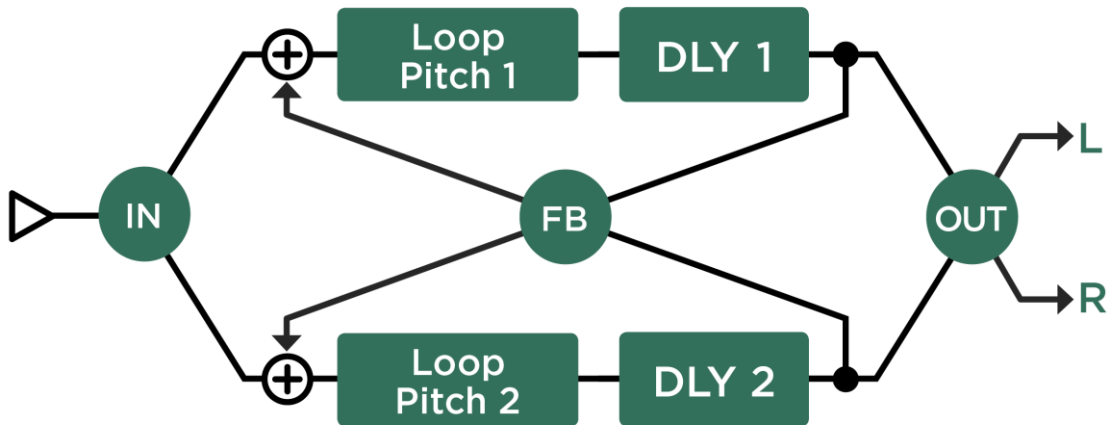 Loop
Pitch 1
DLY 1
L
IN
FB
OUT
R
Loop
Pitch 2
DLY 2